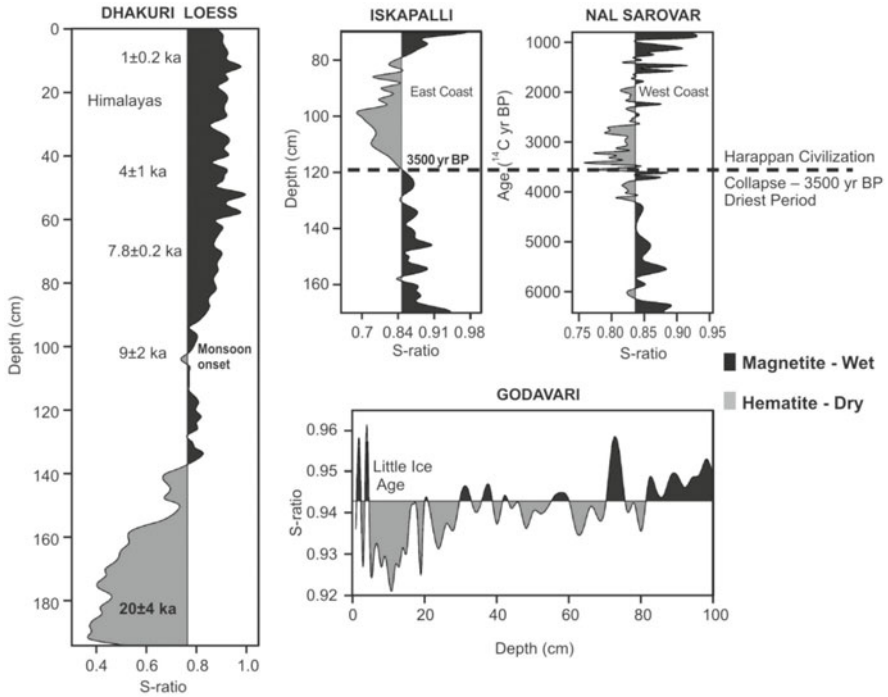 DHAKURI LOESS
0
20
40
60
80
100
120
140
160
180
Depth (cm)
1±0.2 ka
Himalayas
4±1 ka
7.8±0.2 ka
9±2 ka
Monsoon
onset
20±4 ka
0.4 0.6 0.8 1.0
S-ratio
ISKAPALLI
80
100
120
140
160
Depth (cm)
East Coast
3500 yr BP
0.7 0.84 0.91 0.98
S-ratio
NAL SAROVAR
1000
2000
3000
4000
5000
6000
Age (14C yr BP)
West Coast
0.75 0.80 0.85 0.90 0.95
S-ratio
Harappan Civilization
Collapse – 3500 yr BP
Driest Period
Magnetite - Wet
Hematite - Dry
GODAVARI
0.96
0.95
0.94
0.93
0.92
S-ratio
Little Ice
Age
0 20 40 60 80 100
Depth (cm)